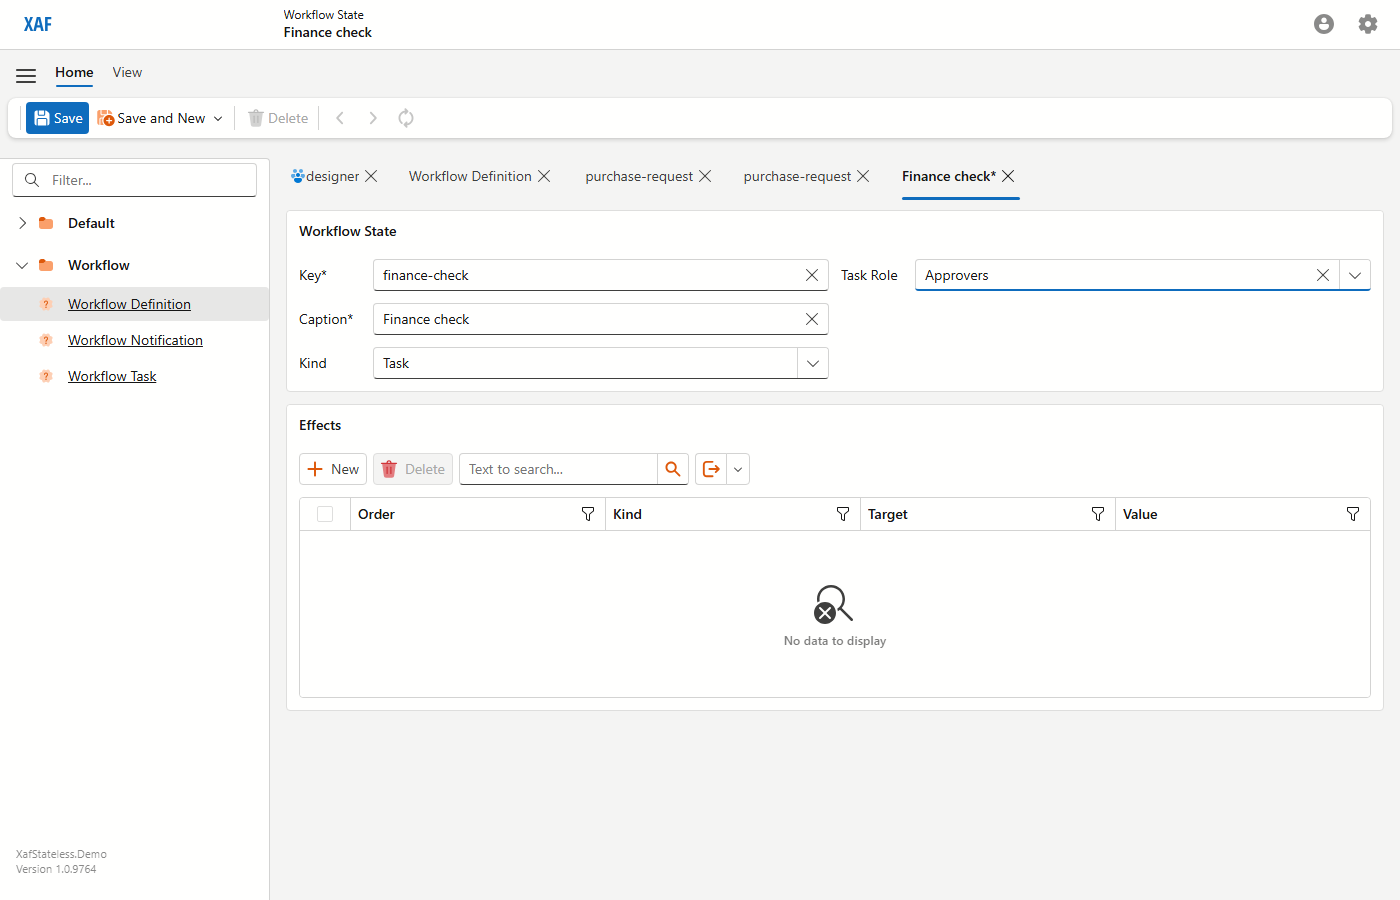 XAF
Workflow State
Finance check
Home
View
Save
Save and New
Delete
Filter...
Default
Workflow
Workflow Definition
Workflow Notification
Workflow Task
XafStateless.Demo
Version 1.0.9764
designer
Workflow Definition
purchase-request
purchase-request
Finance check*
Workflow State
Key*
finance-check
Task Role
Approvers
Caption*
Finance check
Kind
Task
Effects
New
Delete
Text to search...
Order
Kind
Target
Value
No data to display